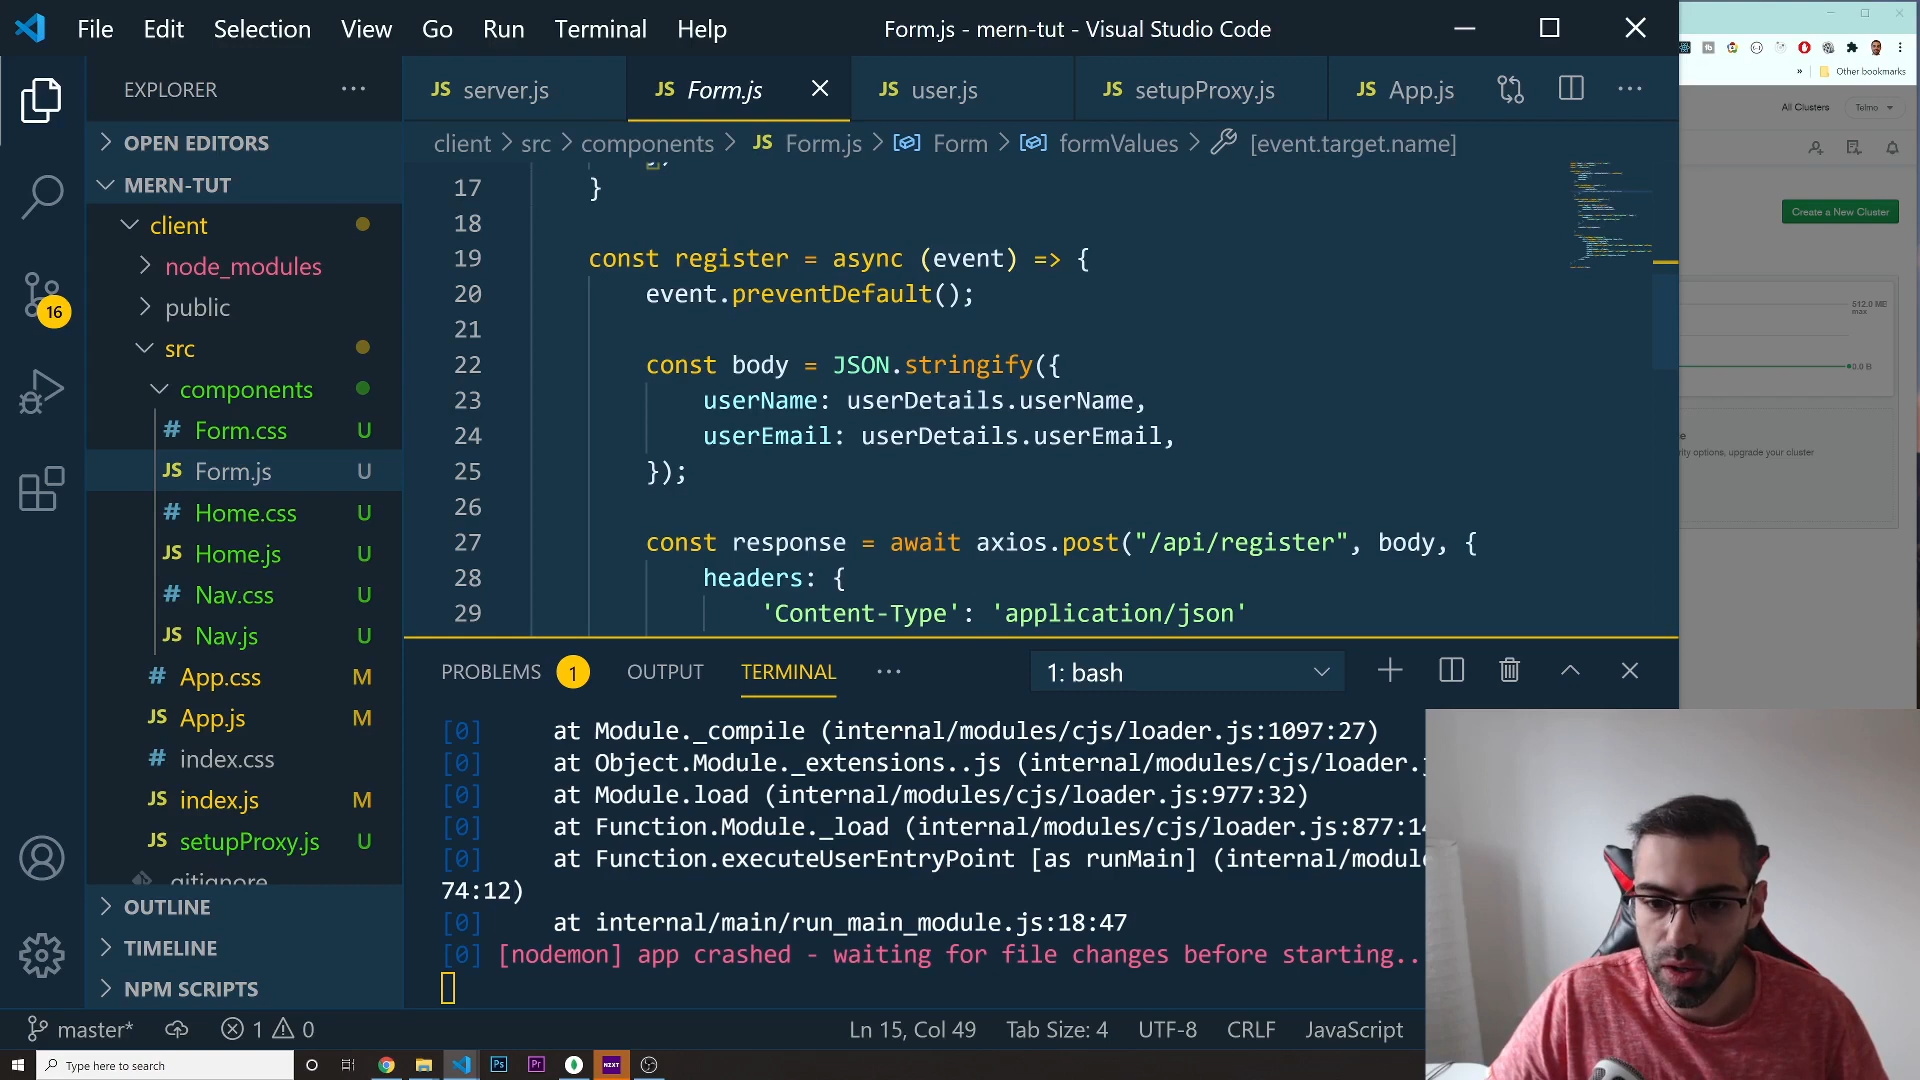 File Edit Selection View Go Run Terminal Help
Form.js - mern-tut - Visual Studio Code
EXPLORER
OPEN EDITORS
MERN-TUT
client
node_modules
public
src
components
# Form.css U
JS Form.js U
# Home.css U
JS Home.js U
# Nav.css U
JS Nav.js U
# App.css M
JS App.js M
# index.css
JS index.js M
JS setupProxy.js U
.gitignore
OUTLINE
TIMELINE
NPM SCRIPTS
16
JS server.js JS Form.js JS user.js JS setupProxy.js JS App.js
client > src > components > JS Form.js > Form > formValues > [event.target.name]
17 }
18
19 const register = async (event) => {
20 event.preventDefault();
21
22 const body = JSON.stringify({
23 userName: userDetails.userName,
24 userEmail: userDetails.userEmail,
25 });
26
27 const response = await axios.post("/api/register", body, {
28 headers: {
29 'Content-Type': 'application/json'
PROBLEMS 1 OUTPUT TERMINAL 1: bash
[0] at Module._compile (internal/modules/cjs/loader.js:1097:27)
[0] at Object.Module._extensions..js (internal/modules/cjs/loader.j
[0] at Module.load (internal/modules/cjs/loader.js:977:32)
[0] at Function.Module._load (internal/modules/cjs/loader.js:877:14
[0] at Function.executeUserEntryPoint [as runMain] (internal/module
74:12)
[0] at internal/main/run_main_module.js:18:47
[0] [nodemon] app crashed - waiting for file changes before starting..
master* 1 0 Ln 15, Col 49 Tab Size: 4 UTF-8 CRLF JavaScript
Type here to search
Ps Pr NZXT
» Other bookmarks
All Clusters Telmo
Create a New Cluster
512.0 MB
max
0.0 B
rity options, upgrade your cluster